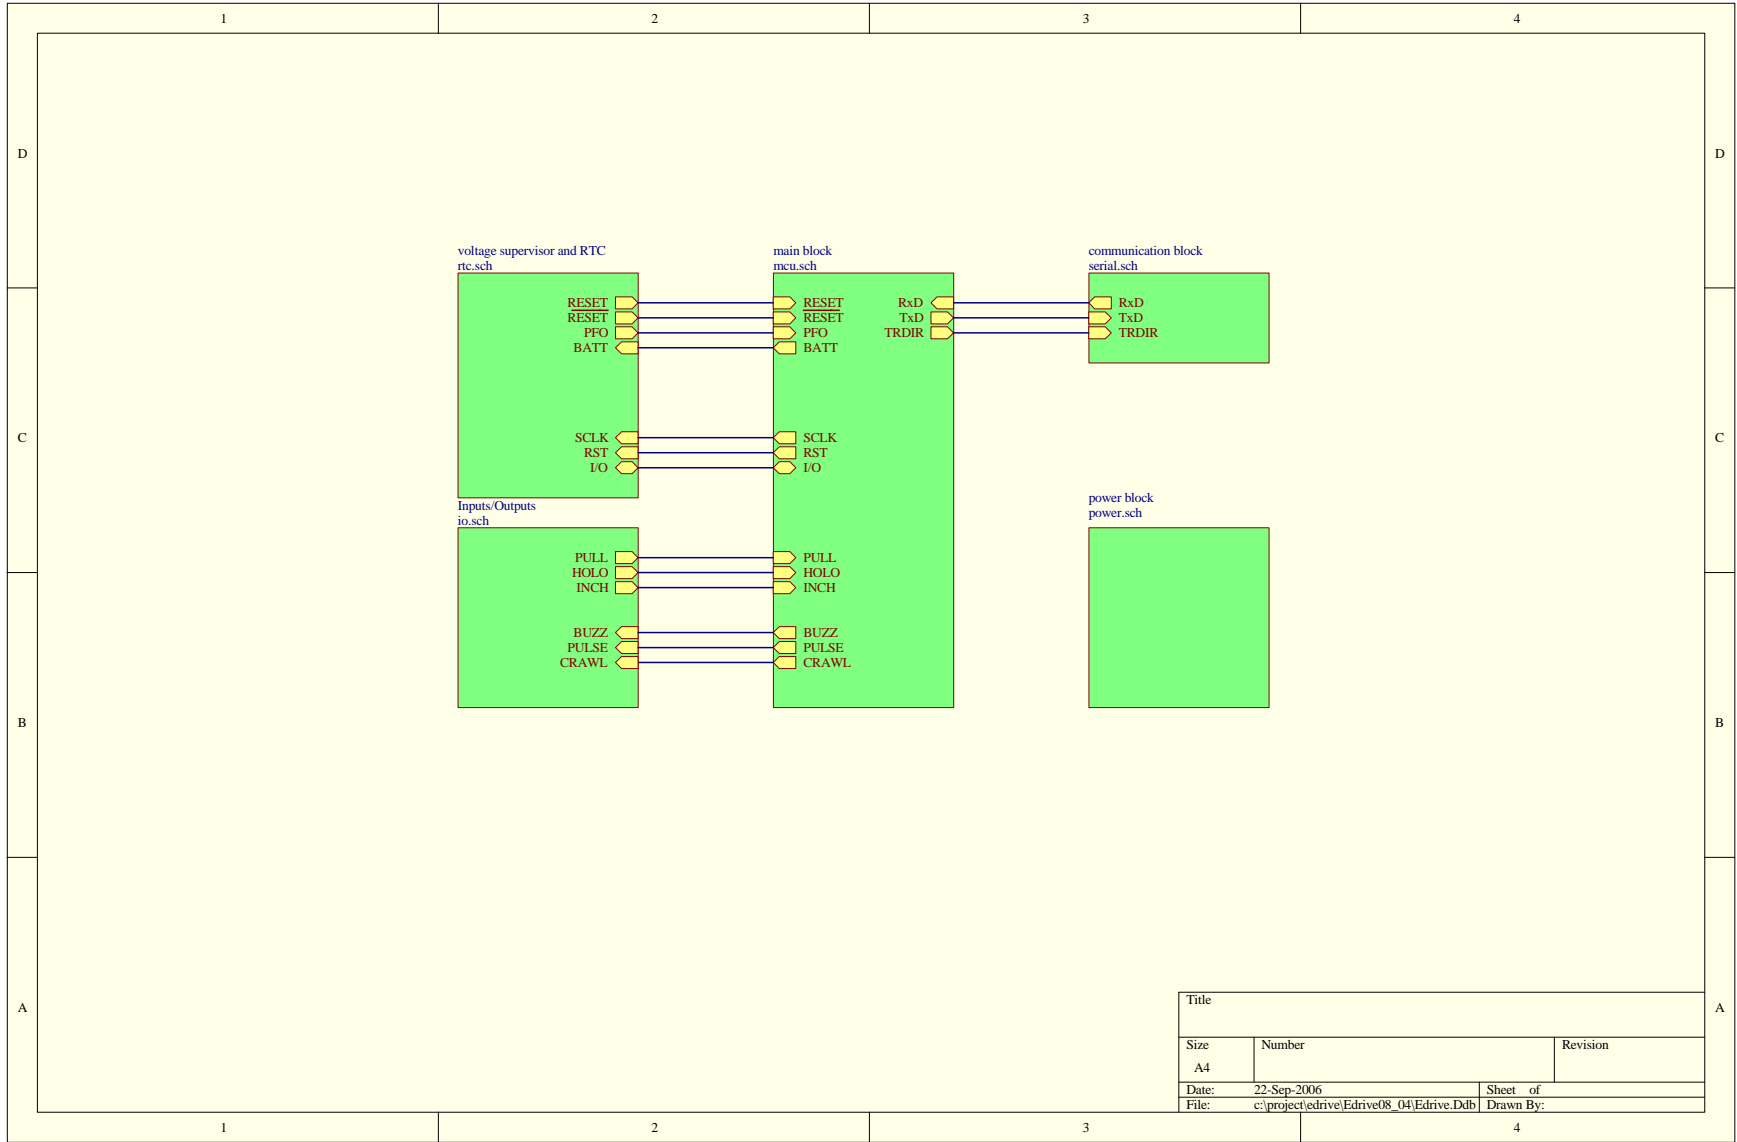 1 2 3 4
D D
voltage supervisor and RTC
rtc.sch
main block
mcu.sch
communication block
serial.sch
RESET RESET RxD RxD
RESET RESET TxD TxD
PFO PFO TRDIR TRDIR
BATT BATT
C C
SCLK SCLK
RST RST
I/O I/O
Inputs/Outputs
io.sch
power block
power.sch
PULL PULL
HOLO HOLO
INCH INCH
BUZZ BUZZ
PULSE PULSE
CRAWL CRAWL
B B
A A
Title
Size Number Revision
A4
Date: 22-Sep-2006 Sheet of
File: c:\project\edrive\Edrive08_04\Edrive.Ddb Drawn By:
1 2 3 4